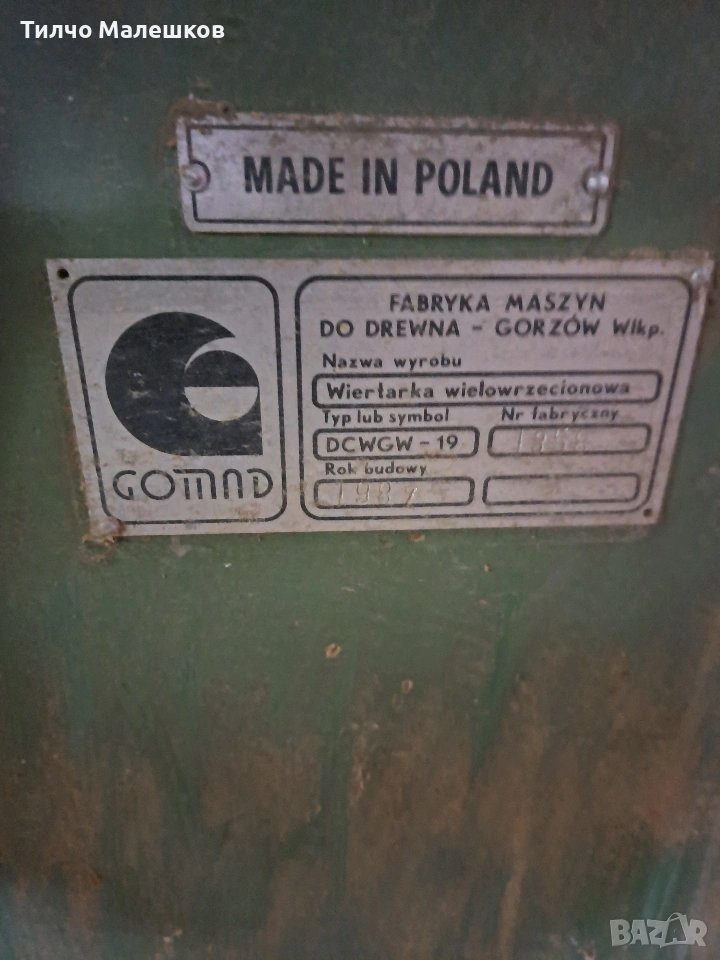 Тилчо Малешков
MADE IN POLAND
FABRYKA MASZYN
DO DREWNA - GORZÓW Wlkp.
Nazwa wyrobu
Wiertarka wielowrzecionowa
Typ lub symbol
Nr fabryczny
DCWGW - 19
Rok budowy
1987
GOMAD
BAZAR